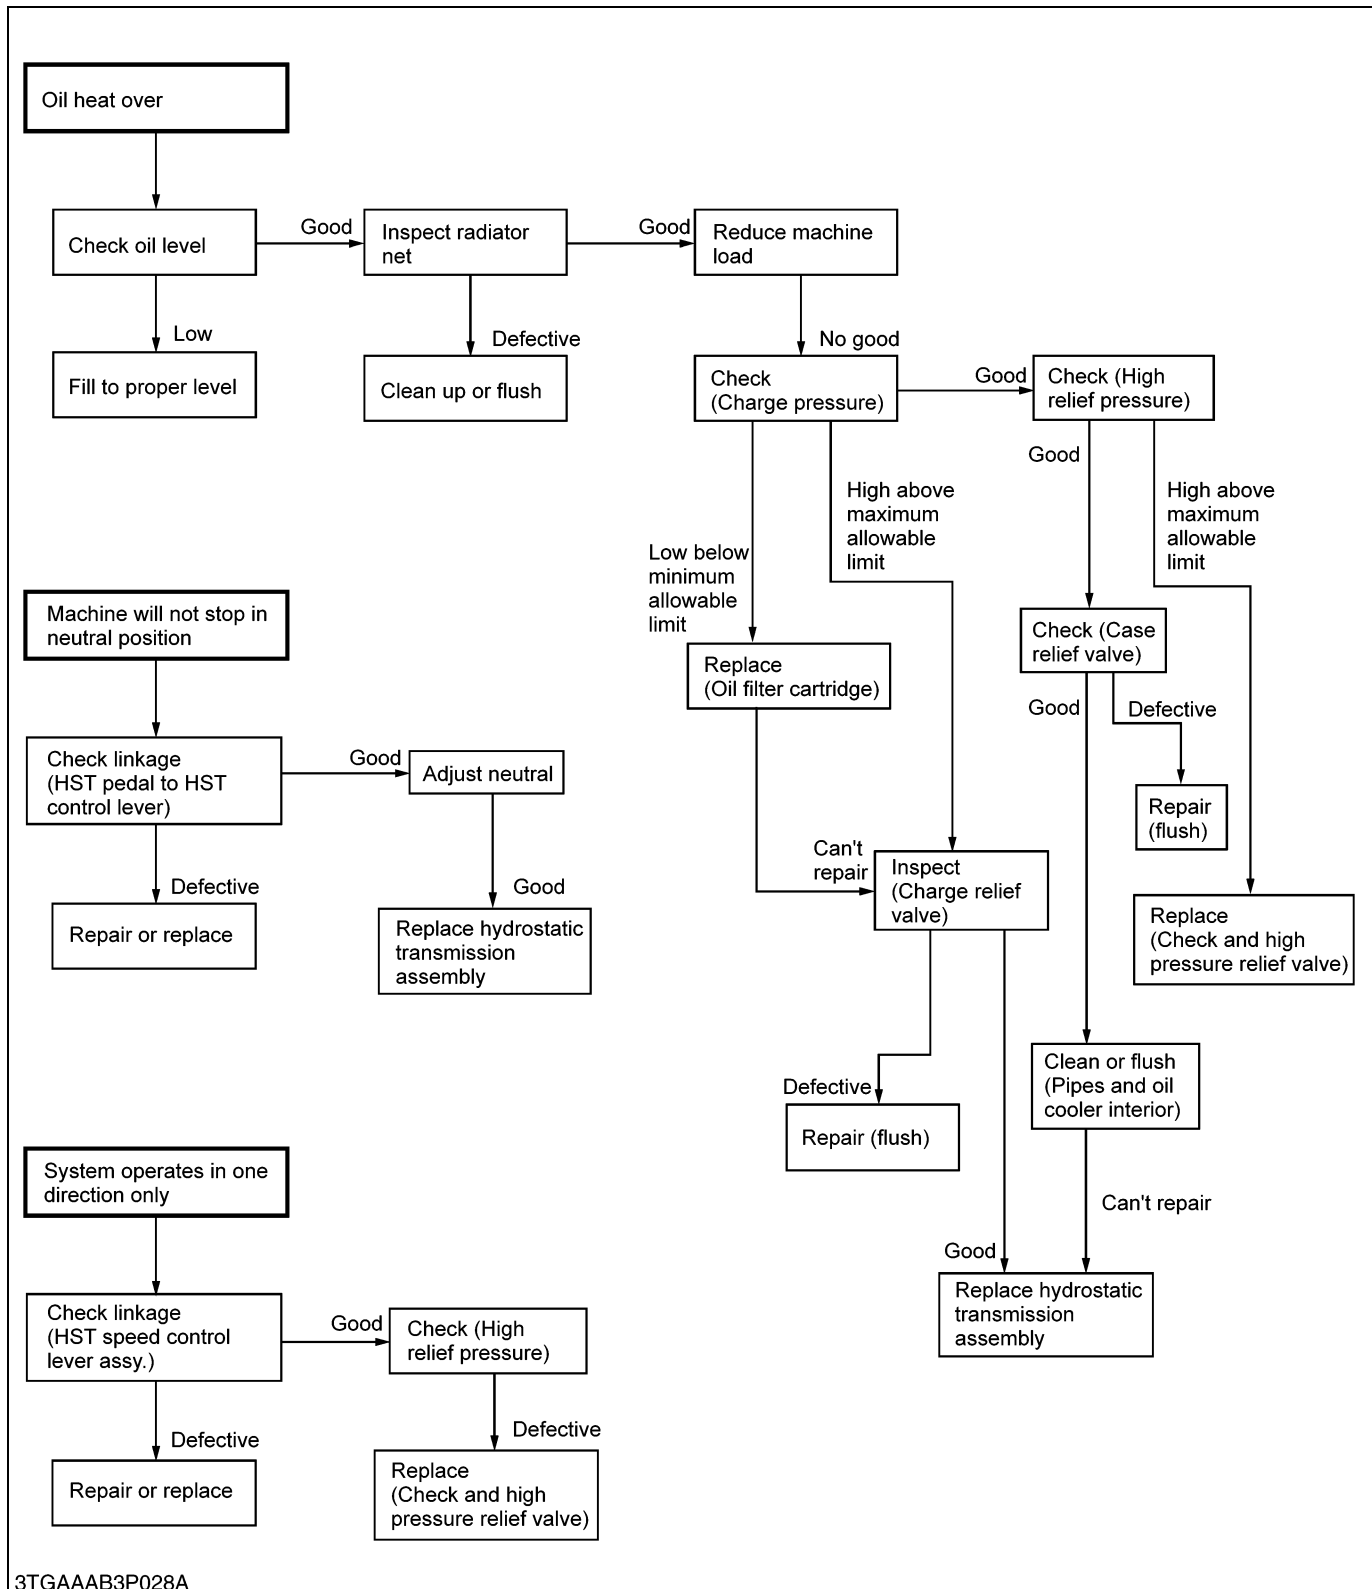 Oil heat over
Check oil level
Good
Inspect radiator
net
Good
Reduce machine
load
Low
Fill to proper level
Defective
Clean up or flush
No good
Check
(Charge pressure)
Good
Check (High
relief pressure)
Good
High above
maximum
allowable
limit
High above
maximum
allowable
limit
Low below
minimum
allowable
limit
Replace
(Oil filter cartridge)
Check (Case
relief valve)
Good
Defective
Repair
(flush)
Can't
repair
Inspect
(Charge relief
valve)
Replace
(Check and high
pressure relief valve)
Defective
Repair (flush)
Clean or flush
(Pipes and oil
cooler interior)
Can't repair
Good
Replace hydrostatic
transmission
assembly
Machine will not stop in
neutral position
Check linkage
(HST pedal to HST
control lever)
Good
Adjust neutral
Defective
Repair or replace
Good
Replace hydrostatic
transmission
assembly
System operates in one
direction only
Check linkage
(HST speed control
lever assy.)
Good
Check (High
relief pressure)
Defective
Repair or replace
Defective
Replace
(Check and high
pressure relief valve)
3TGAAAB3P028A